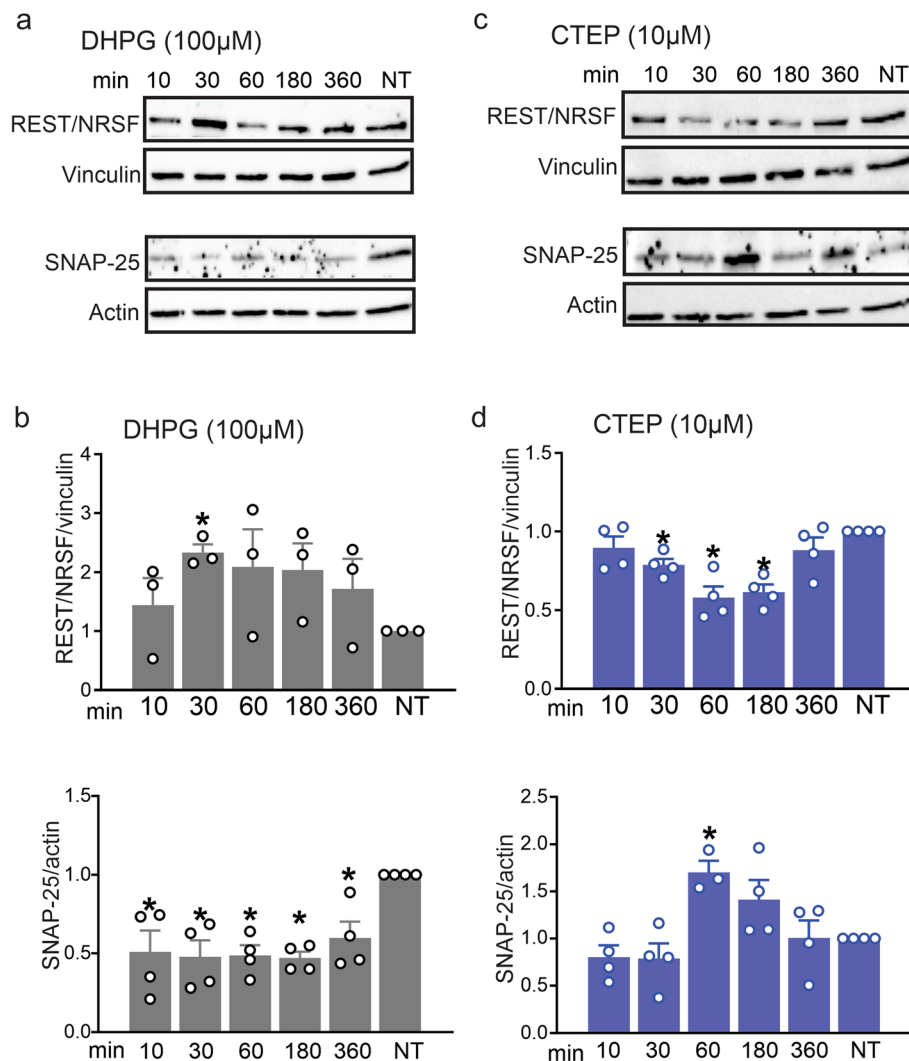 a
DHPG (100µM)
min 10 30 60 180 360 NT
REST/NRSF
Vinculin
SNAP-25
Actin
c
CTEP (10µM)
min 10 30 60 180 360 NT
REST/NRSF
Vinculin
SNAP-25
Actin
b
DHPG (100µM)
REST/NRSF/vinculin
4
3
2
1
0
*
min 10 30 60 180 360 NT
SNAP-25/actin
1.5
1.0
0.5
0.0
* * * * *
min 10 30 60 180 360 NT
d
CTEP (10µM)
REST/NRSF/vinculin
1.5
1.0
0.5
0.0
* * *
min 10 30 60 180 360 NT
SNAP-25/actin
2.5
2.0
1.5
1.0
0.5
0.0
*
min 10 30 60 180 360 NT